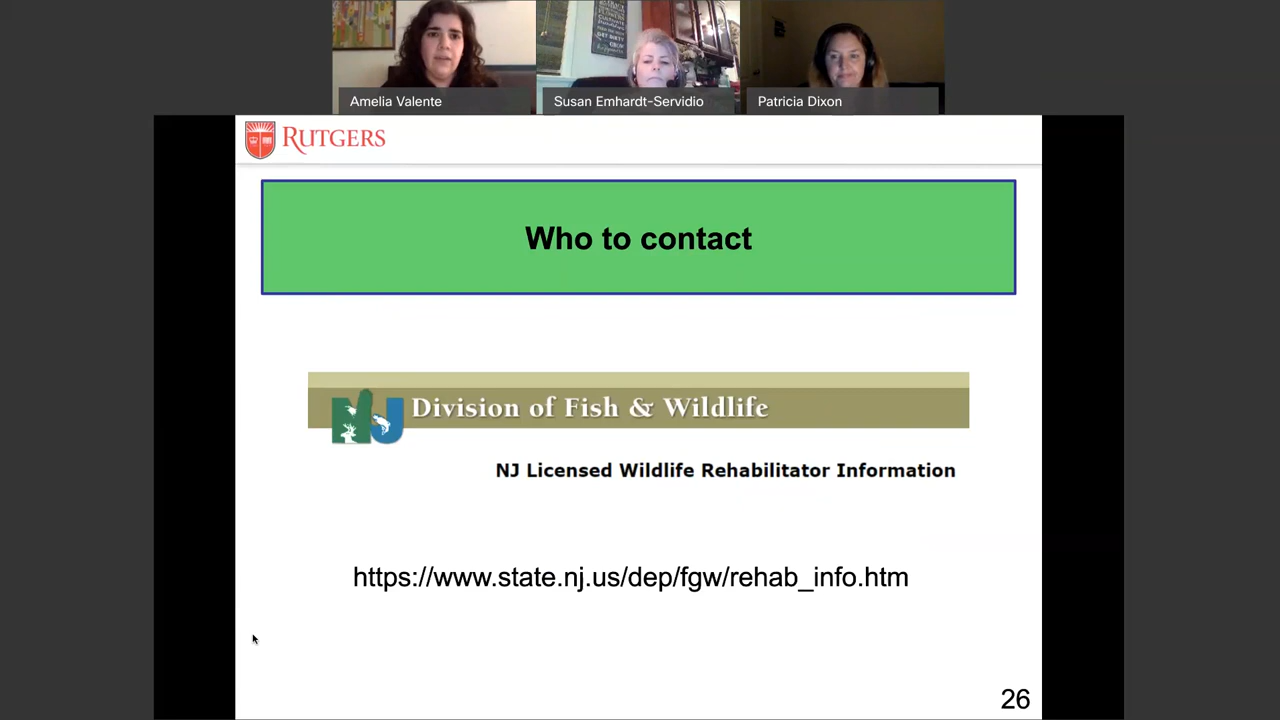 Amelia Valente
Susan Emhardt-Servidio
Patricia Dixon
RUTGERS
Who to contact
NJ Division of Fish & Wildlife
NJ Licensed Wildlife Rehabilitator Information
https://www.state.nj.us/dep/fgw/rehab_info.htm
26